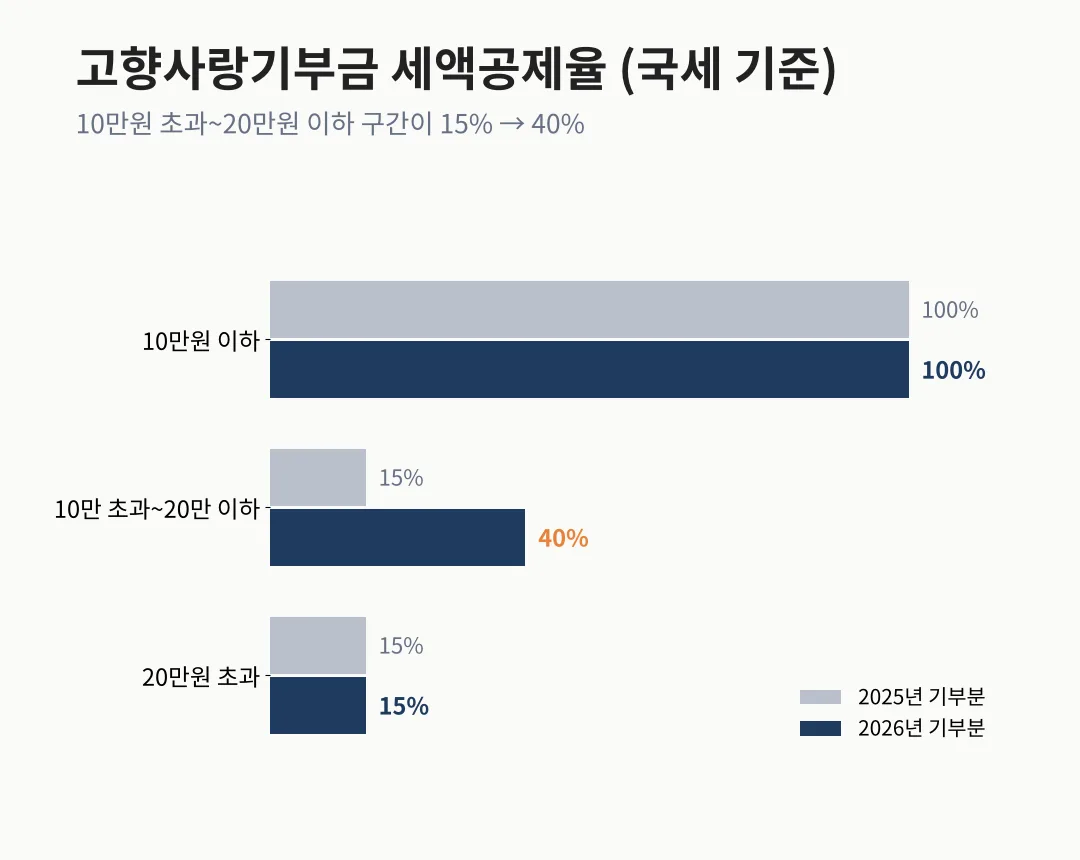 고향사랑기부금 세액공제율 (국세 기준)
10만원 초과~20만원 이하 구간이 15% → 40%
100%
10만원 이하
100%
15%
10만 초과~20만 이하
40%
15%
20만원 초과
15%
2025년 기부분
2026년 기부분